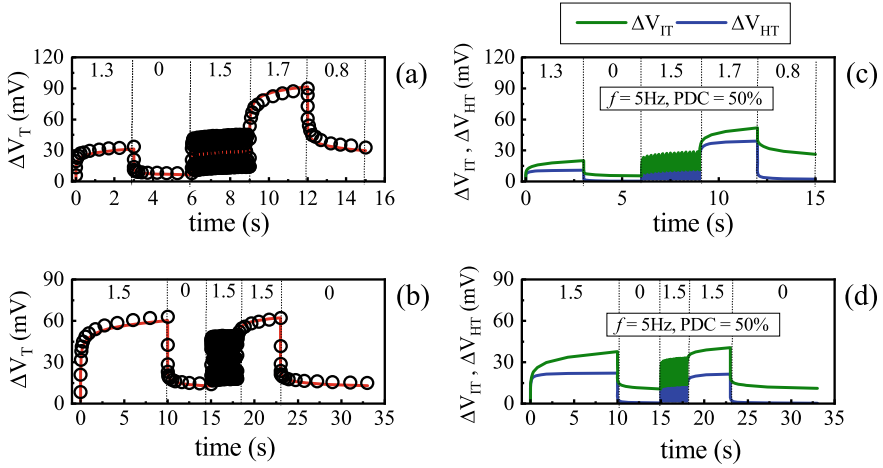 ΔV_IT ΔV_HT
120
90
60
30
0
ΔV_T (mV)
1.3 0 1.5 1.7 0.8
(a)
0 2 4 6 8 10 12 14 16
time (s)
120
90
60
30
0
ΔV_IT , ΔV_HT (mV)
1.3 0 1.5 1.7 0.8
(c)
f = 5Hz, PDC = 50%
0 5 10 15
time (s)
90
60
30
0
ΔV_T (mV)
1.5 0 1.5 1.5 0
(b)
0 5 10 15 20 25 30 35
time (s)
90
60
30
0
ΔV_IT , ΔV_HT (mV)
1.5 0 1.5 1.5 0
(d)
f = 5Hz, PDC = 50%
0 5 10 15 20 25 30 35
time (s)